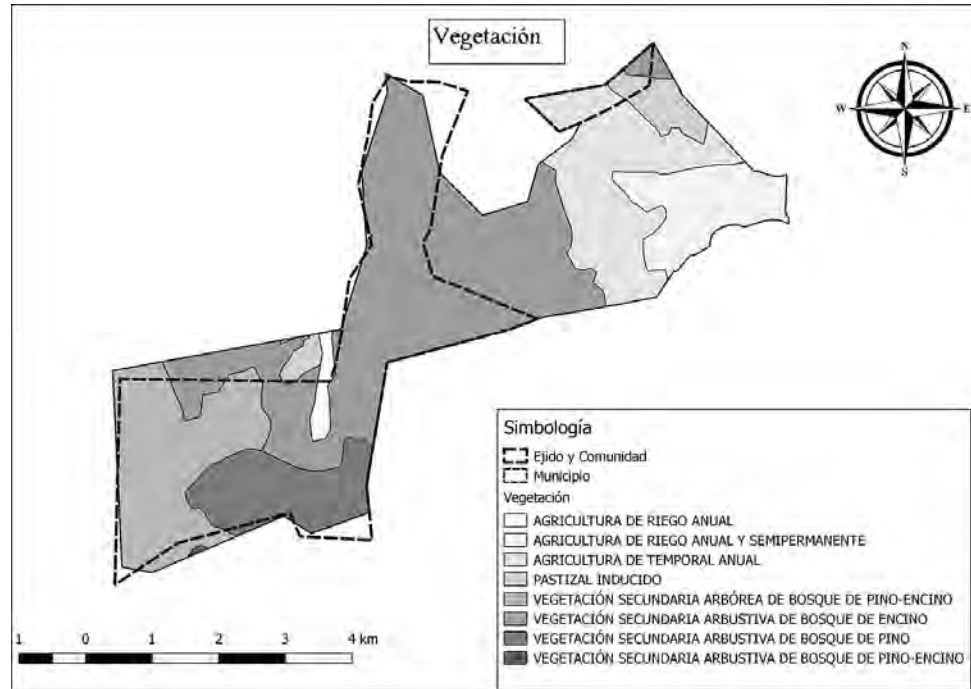 Vegetación
N
W
E
S
Simbología
Ejido y Comunidad
Municipio
Vegetación
AGRICULTURA DE RIEGO ANUAL
AGRICULTURA DE RIEGO ANUAL Y SEMIPERMANENTE
AGRICULTURA DE TEMPORAL ANUAL
PASTIZAL INDUCIDO
VEGETACIÓN SECUNDARIA ARBÓREA DE BOSQUE DE PINO-ENCINO
VEGETACIÓN SECUNDARIA ARBUSTIVA DE BOSQUE DE ENCINO
VEGETACIÓN SECUNDARIA ARBUSTIVA DE BOSQUE DE PINO
VEGETACIÓN SECUNDARIA ARBUSTIVA DE BOSQUE DE PINO-ENCINO
1 0 1 2 3 4 km